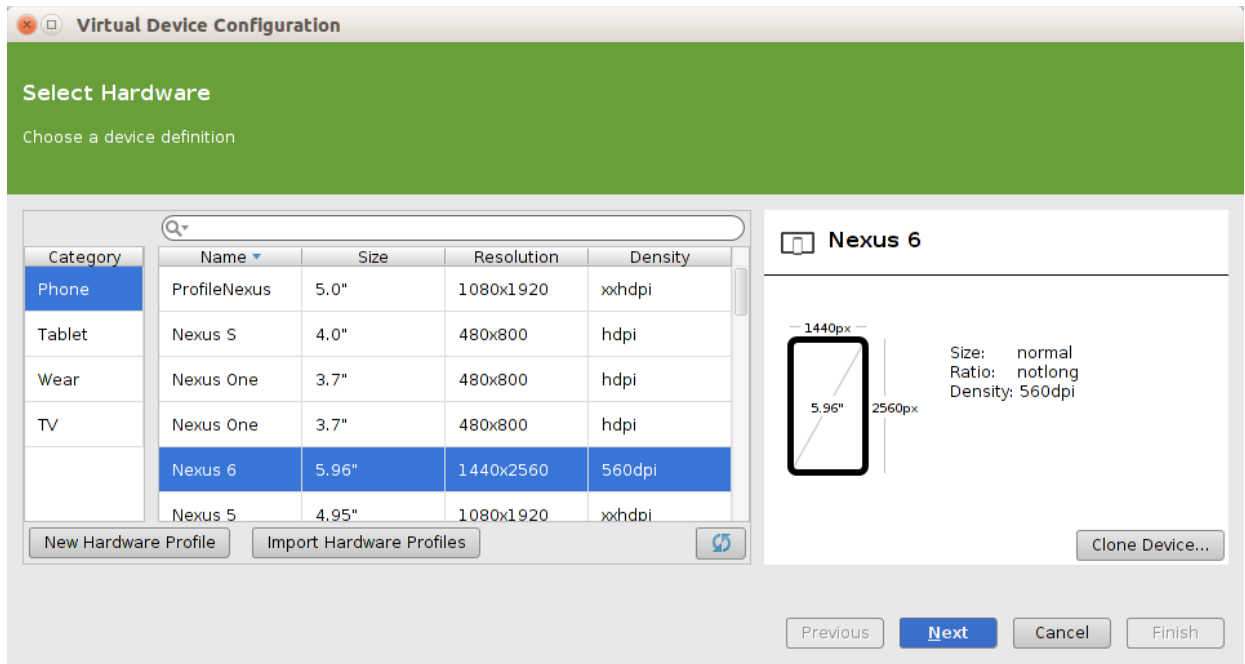 Virtual Device Configuration
Select Hardware
Choose a device definition
Category
Phone
Tablet
Wear
TV
Name Size Resolution Density
ProfileNexus 5.0" 1080x1920 xxhdpi
Nexus S 4.0" 480x800 hdpi
Nexus One 3.7" 480x800 hdpi
Nexus One 3.7" 480x800 hdpi
Nexus 6 5.96" 1440x2560 560dpi
Nexus 5 4.95" 1080x1920 xxhdpi
New Hardware Profile Import Hardware Profiles
Nexus 6
1440px
5.96" 2560px
Size: normal
Ratio: notlong
Density: 560dpi
Clone Device...
Previous Next Cancel Finish